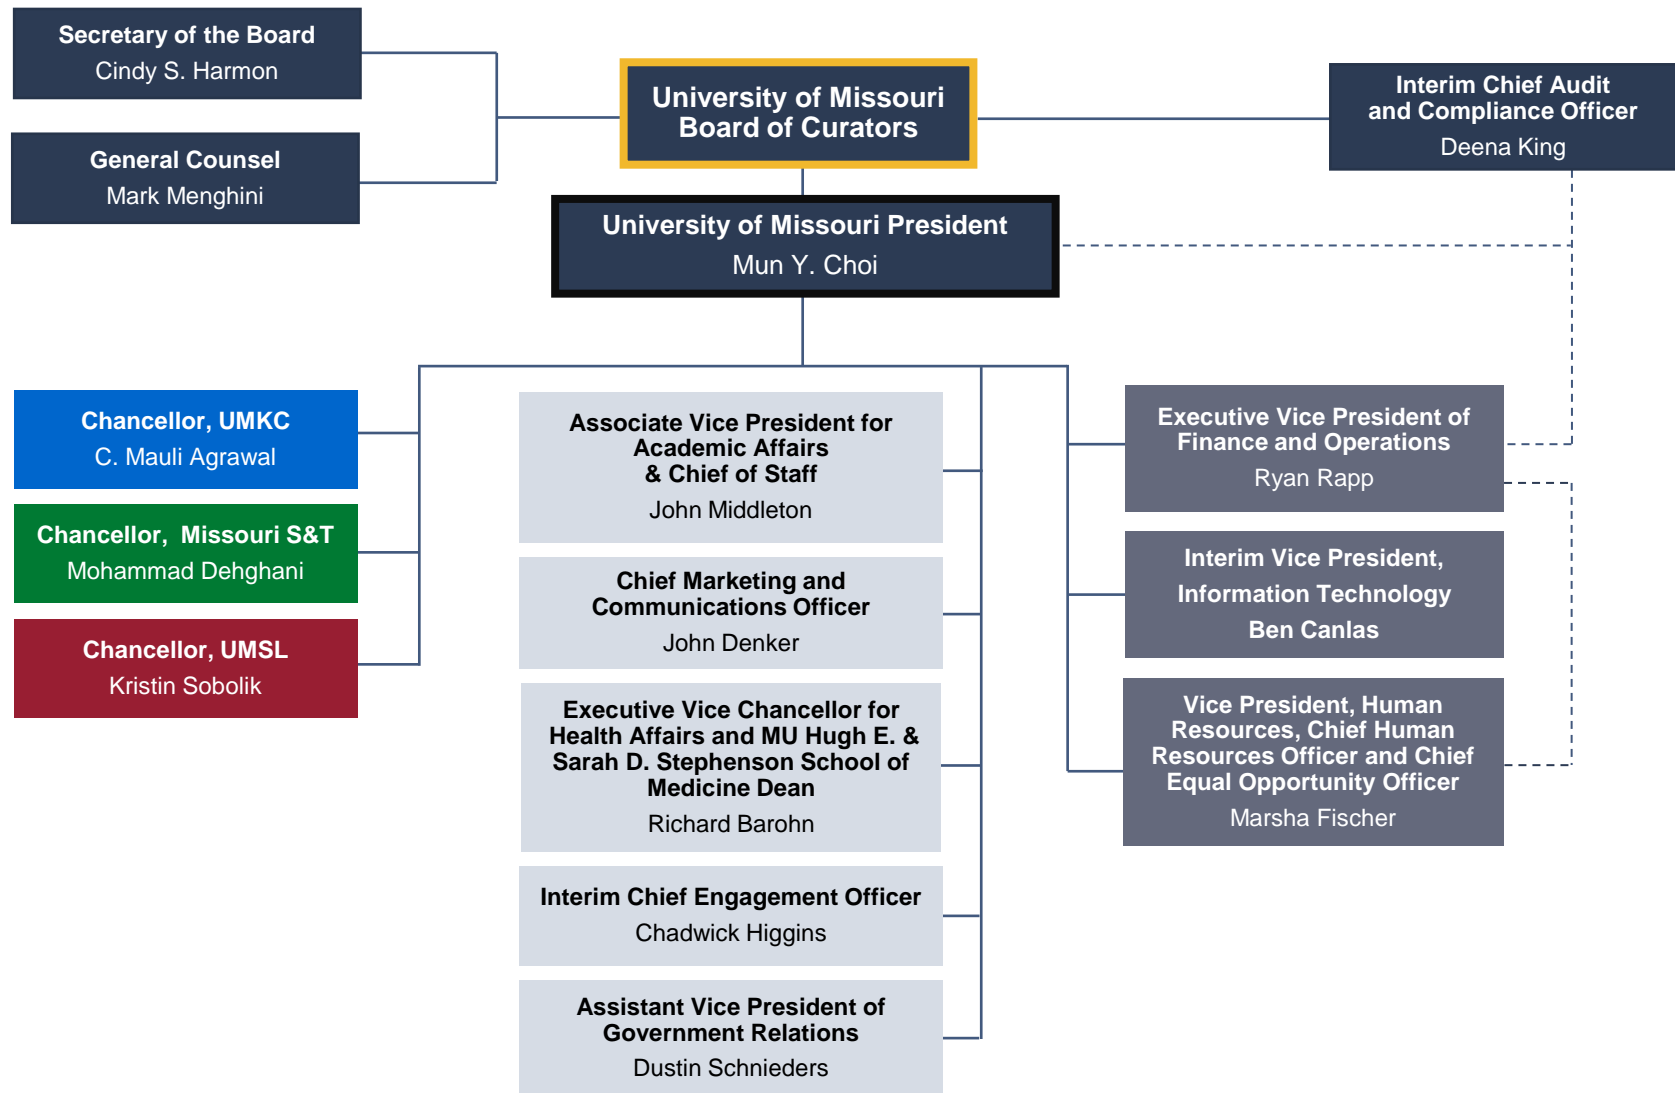 Secretary of the Board
Cindy S. Harmon
General Counsel
Mark Menghini
University of Missouri
Board of Curators
Interim Chief Audit
and Compliance Officer
Deena King
University of Missouri President
Mun Y. Choi
Chancellor, UMKC
C. Mauli Agrawal
Chancellor, Missouri S&T
Mohammad Dehghani
Chancellor, UMSL
Kristin Sobolik
Associate Vice President for
Academic Affairs
& Chief of Staff
John Middleton
Chief Marketing and
Communications Officer
John Denker
Executive Vice Chancellor for
Health Affairs and MU Hugh E. &
Sarah D. Stephenson School of
Medicine Dean
Richard Barohn
Interim Chief Engagement Officer
Chadwick Higgins
Assistant Vice President of
Government Relations
Dustin Schnieders
Executive Vice President of
Finance and Operations
Ryan Rapp
Interim Vice President,
Information Technology
Ben Canlas
Vice President, Human
Resources, Chief Human
Resources Officer and Chief
Equal Opportunity Officer
Marsha Fischer